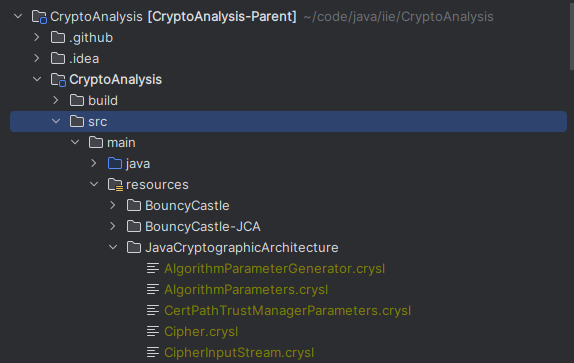 CryptoAnalysis [CryptoAnalysis-Parent] ~/code/java/iie/CryptoAnalysis
.github
.idea
CryptoAnalysis
build
src
main
java
resources
BouncyCastle
BouncyCastle-JCA
JavaCryptographicArchitecture
AlgorithmParameterGenerator.crysl
AlgorithmParameters.crysl
CertPathTrustManagerParameters.crysl
Cipher.crysl
CipherInputStream.crysl